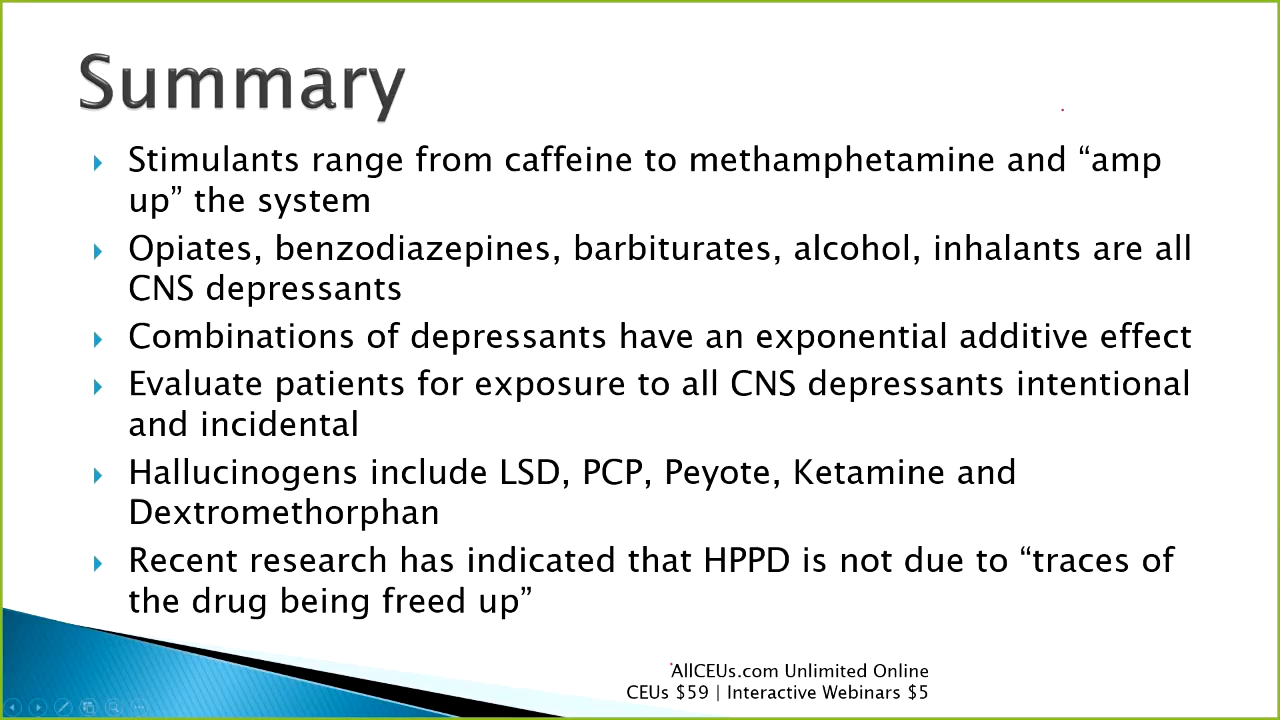 Summary
Stimulants range from caffeine to methamphetamine and “amp
up” the system
Opiates, benzodiazepines, barbiturates, alcohol, inhalants are all
CNS depressants
Combinations of depressants have an exponential additive effect
Evaluate patients for exposure to all CNS depressants intentional
and incidental
Hallucinogens include LSD, PCP, Peyote, Ketamine and
Dextromethorphan
Recent research has indicated that HPPD is not due to “traces of
the drug being freed up”
AllCEUs.com Unlimited Online
CEUs $59 | Interactive Webinars $5